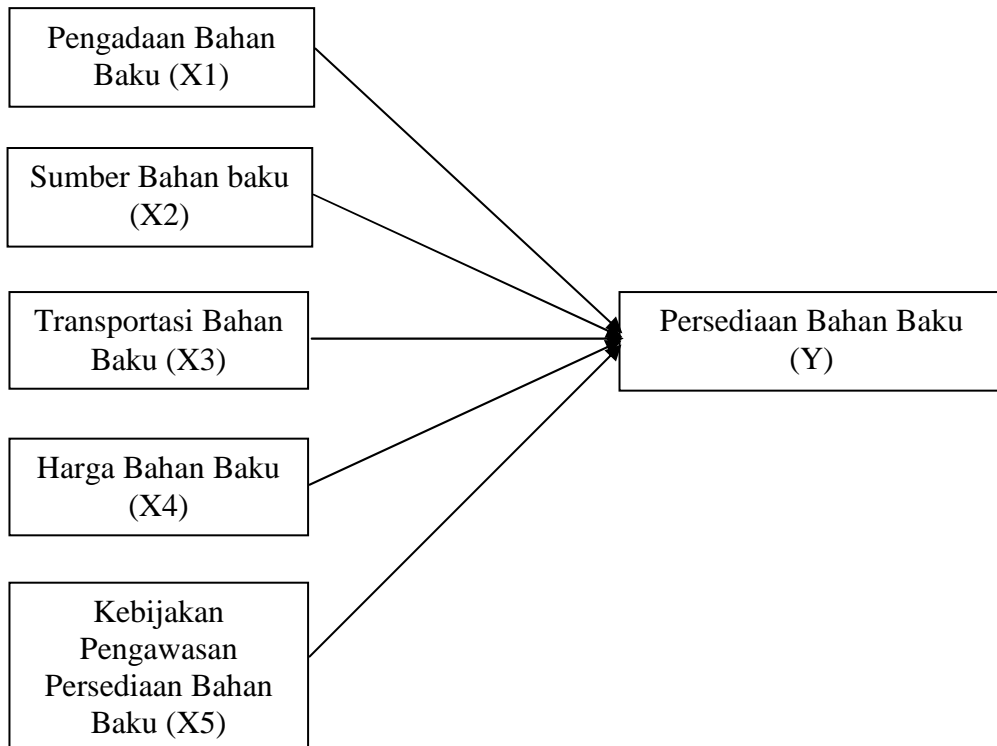 Pengadaan Bahan
Baku (X1)
Sumber Bahan baku
(X2)
Transportasi Bahan
Baku (X3)
Persediaan Bahan Baku
(Y)
Harga Bahan Baku
(X4)
Kebijakan
Pengawasan
Persediaan Bahan
Baku (X5)